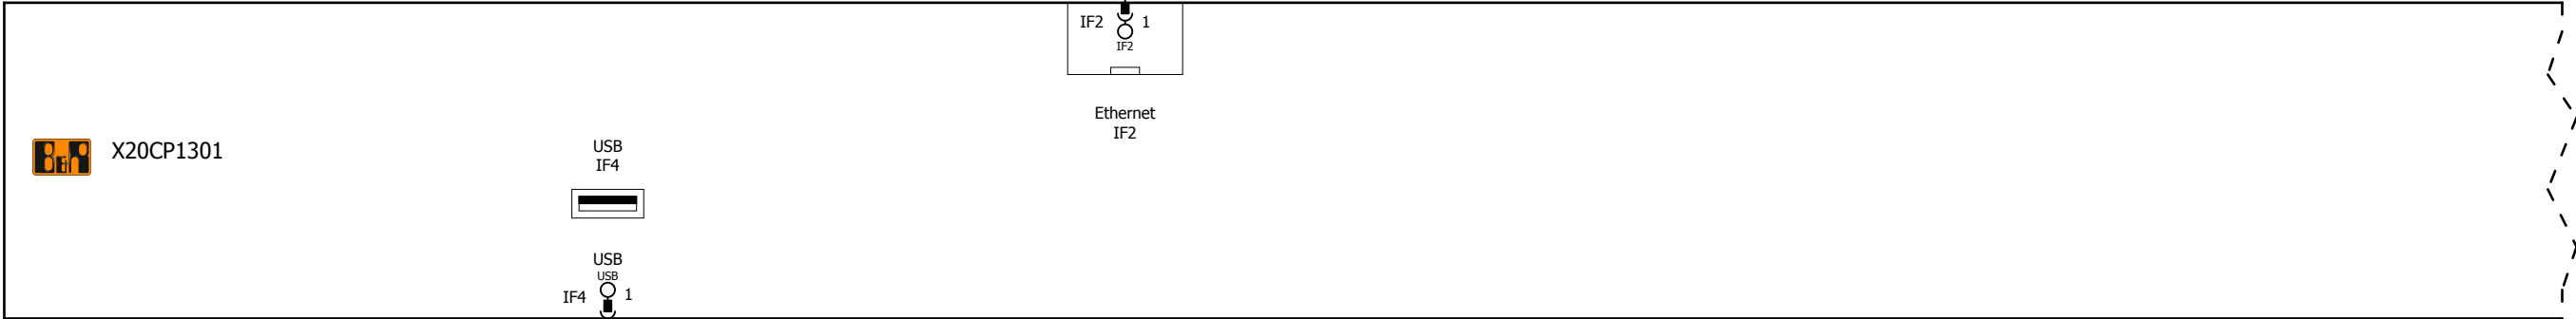 IF2 1
IF2
Ethernet
IF2
B&R X20CP1301
USB
IF4
USB
USB
IF4 1